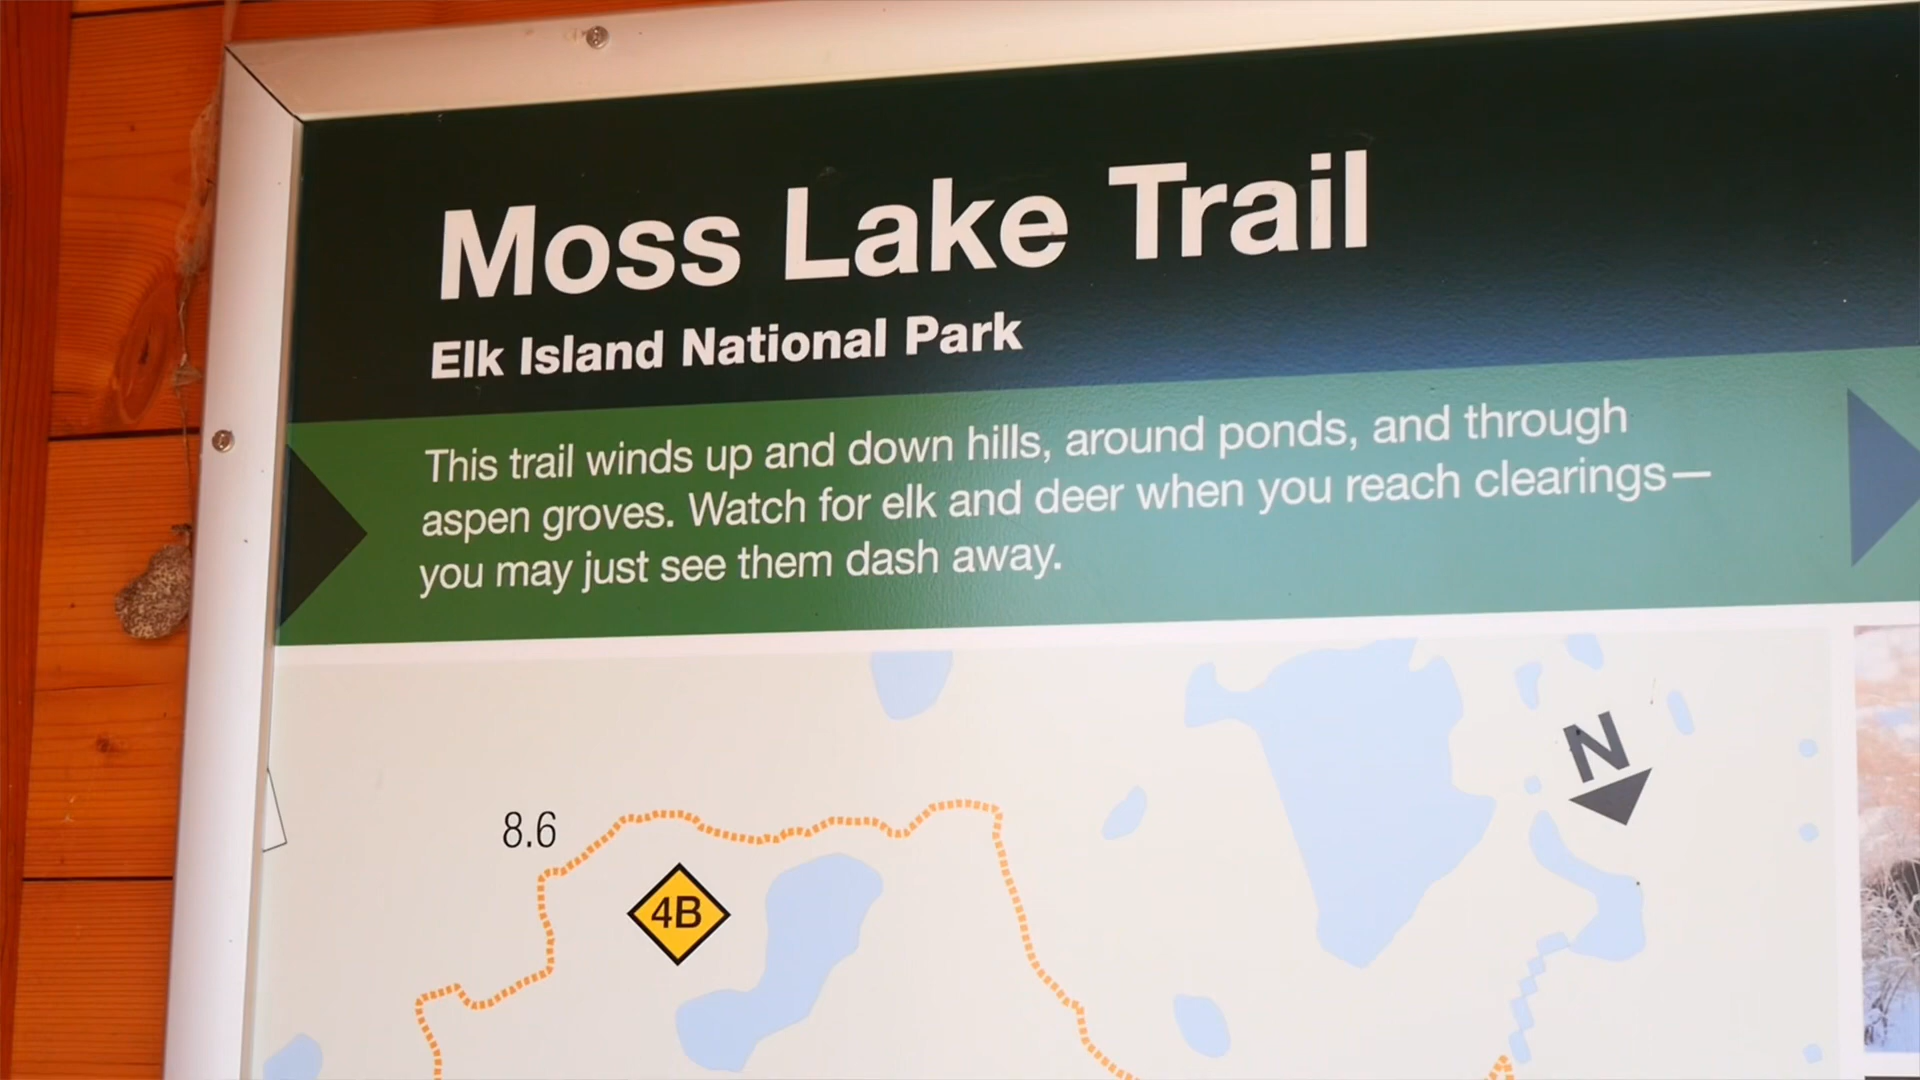 Moss Lake Trail
Elk Island National Park
This trail winds up and down hills, around ponds, and through
aspen groves. Watch for elk and deer when you reach clearings—
you may just see them dash away.
N
8.6
4B